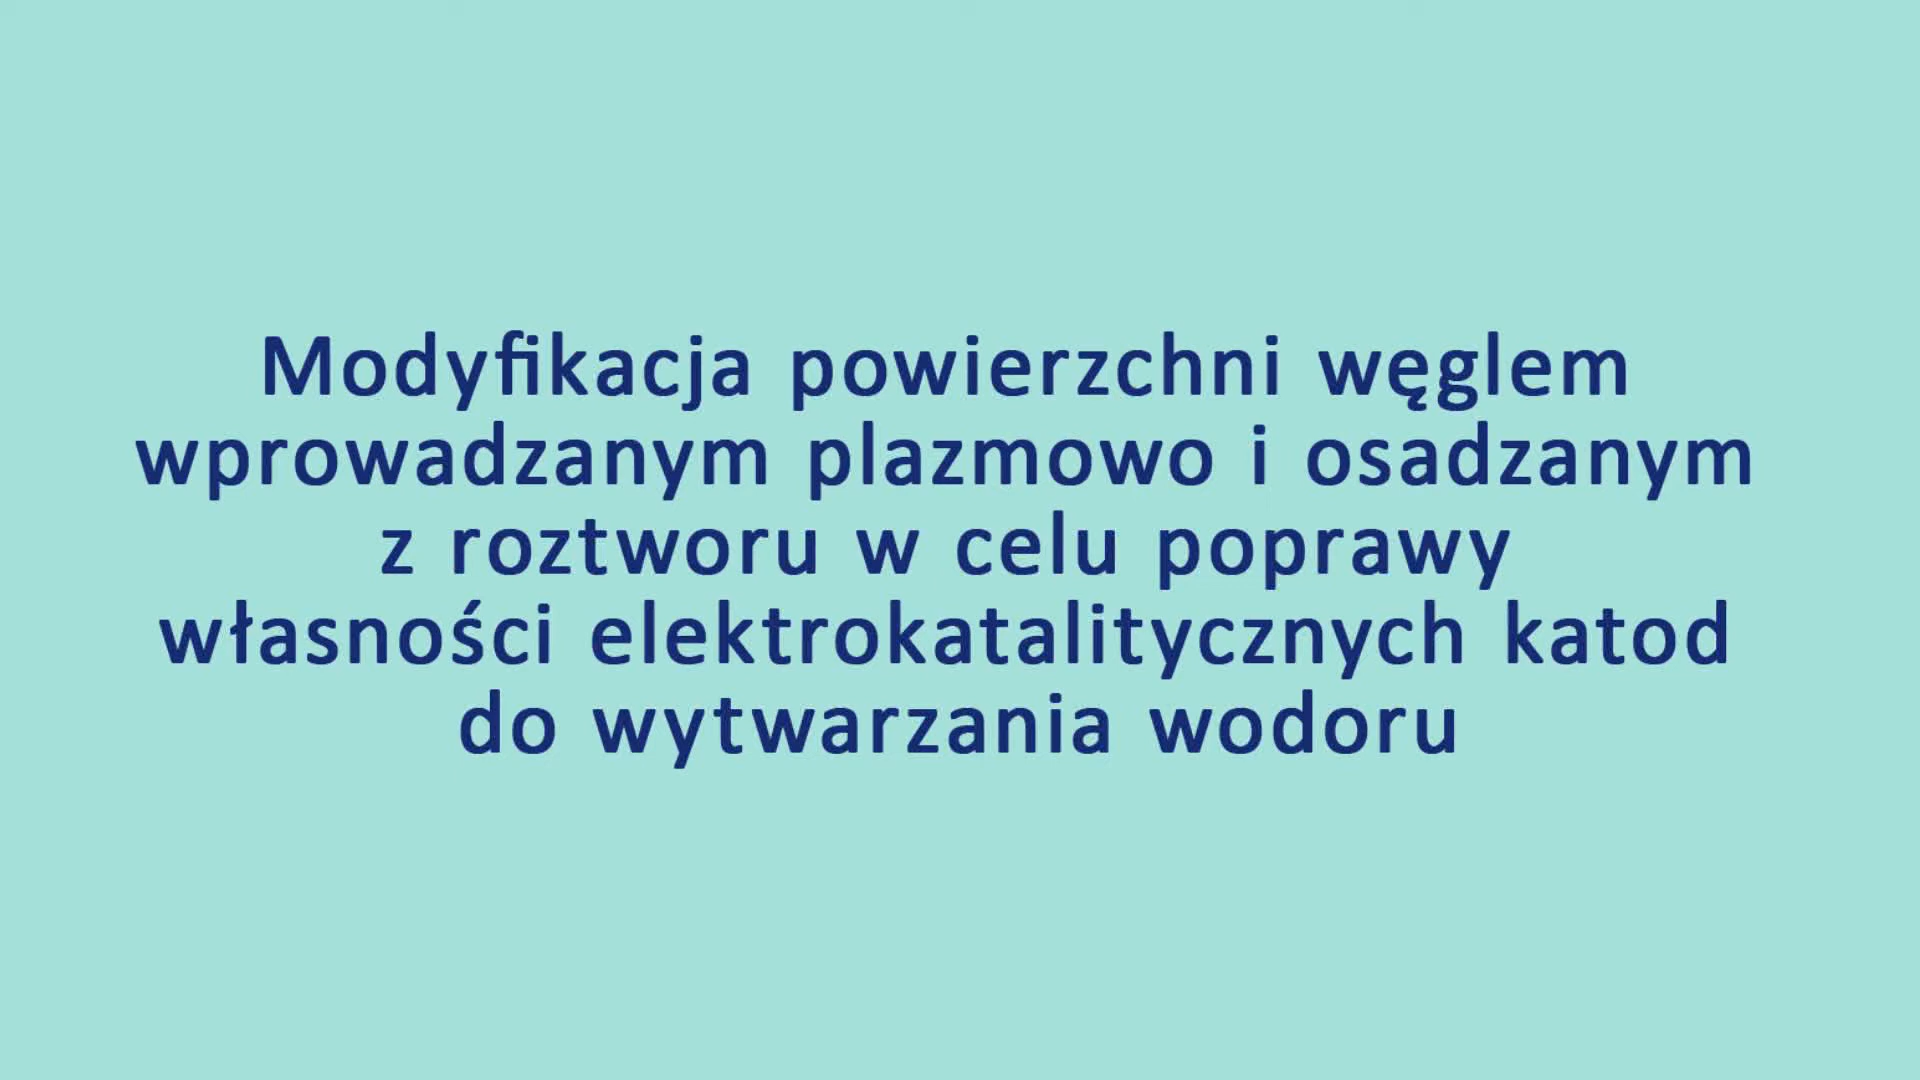 Modyfikacja powierzchni węglem
wprowadzanym plazmowo i osadzanym
z roztworu w celu poprawy
własności elektrokatalitycznych katod
do wytwarzania wodoru